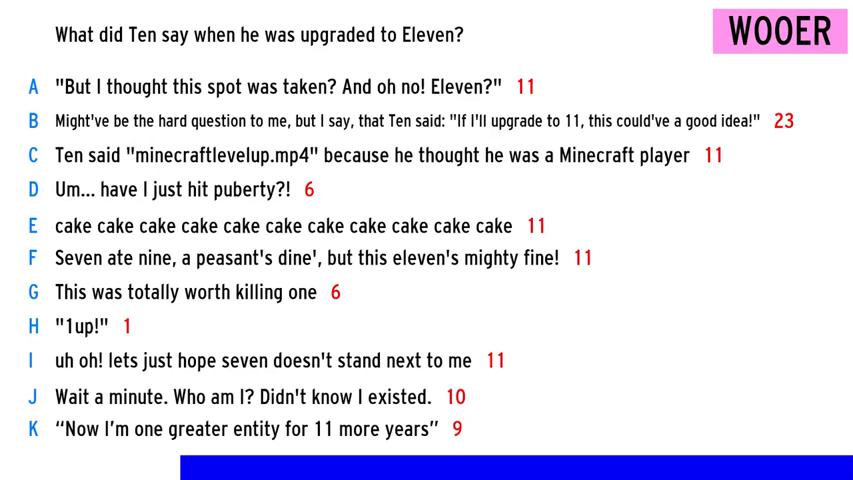 What did Ten say when he was upgraded to Eleven?
WOOER
A "But I thought this spot was taken? And oh no! Eleven?" 11
B Might've be the hard question to me, but I say, that Ten said: "If I'll upgrade to 11, this could've a good idea!" 23
C Ten said "minecraftlevelup.mp4" because he thought he was a Minecraft player 11
D Um... have I just hit puberty?! 6
E cake cake cake cake cake cake cake cake cake cake cake 11
F Seven ate nine, a peasant's dine', but this eleven's mighty fine! 11
G This was totally worth killing one 6
H "1up!" 1
I uh oh! lets just hope seven doesn't stand next to me 11
J Wait a minute. Who am I? Didn't know I existed. 10
K “Now I’m one greater entity for 11 more years” 9